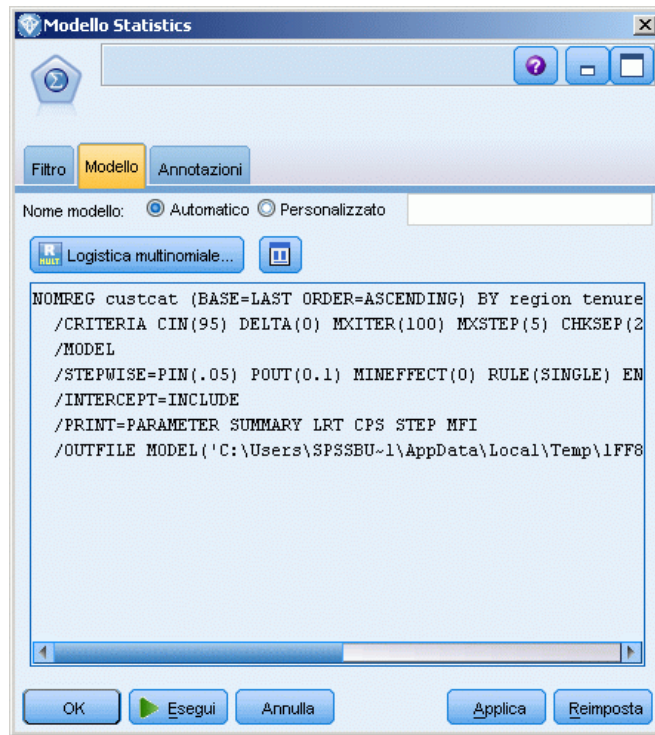 Modello Statistics
Filtro Modello Annotazioni
Nome modello: Automatico Personalizzato
R MULT Logistica multinomiale...
NOMREG custcat (BASE=LAST ORDER=ASCENDING) BY region tenure
/CRITERIA CIN(95) DELTA(0) MXITER(100) MXSTEP(5) CHKSEP(2
/MODEL
/STEPWISE=PIN(.05) POUT(0.1) MINEFFECT(0) RULE(SINGLE) EN
/INTERCEPT=INCLUDE
/PRINT=PARAMETER SUMMARY LRT CPS STEP MFI
/OUTFILE MODEL('C:\Users\SPSSBU~1\AppData\Local\Temp\1FF8
OK Esegui Annulla Applica Reimposta